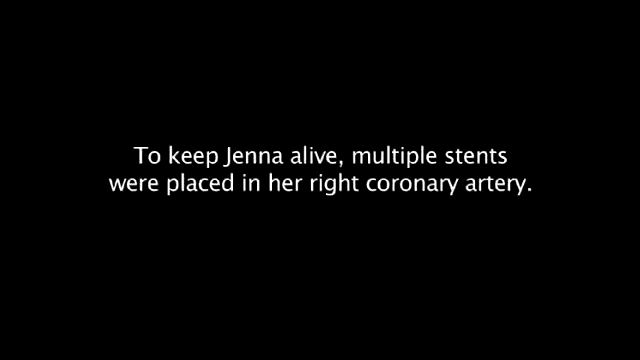 To keep Jenna alive, multiple stents
were placed in her right coronary artery.